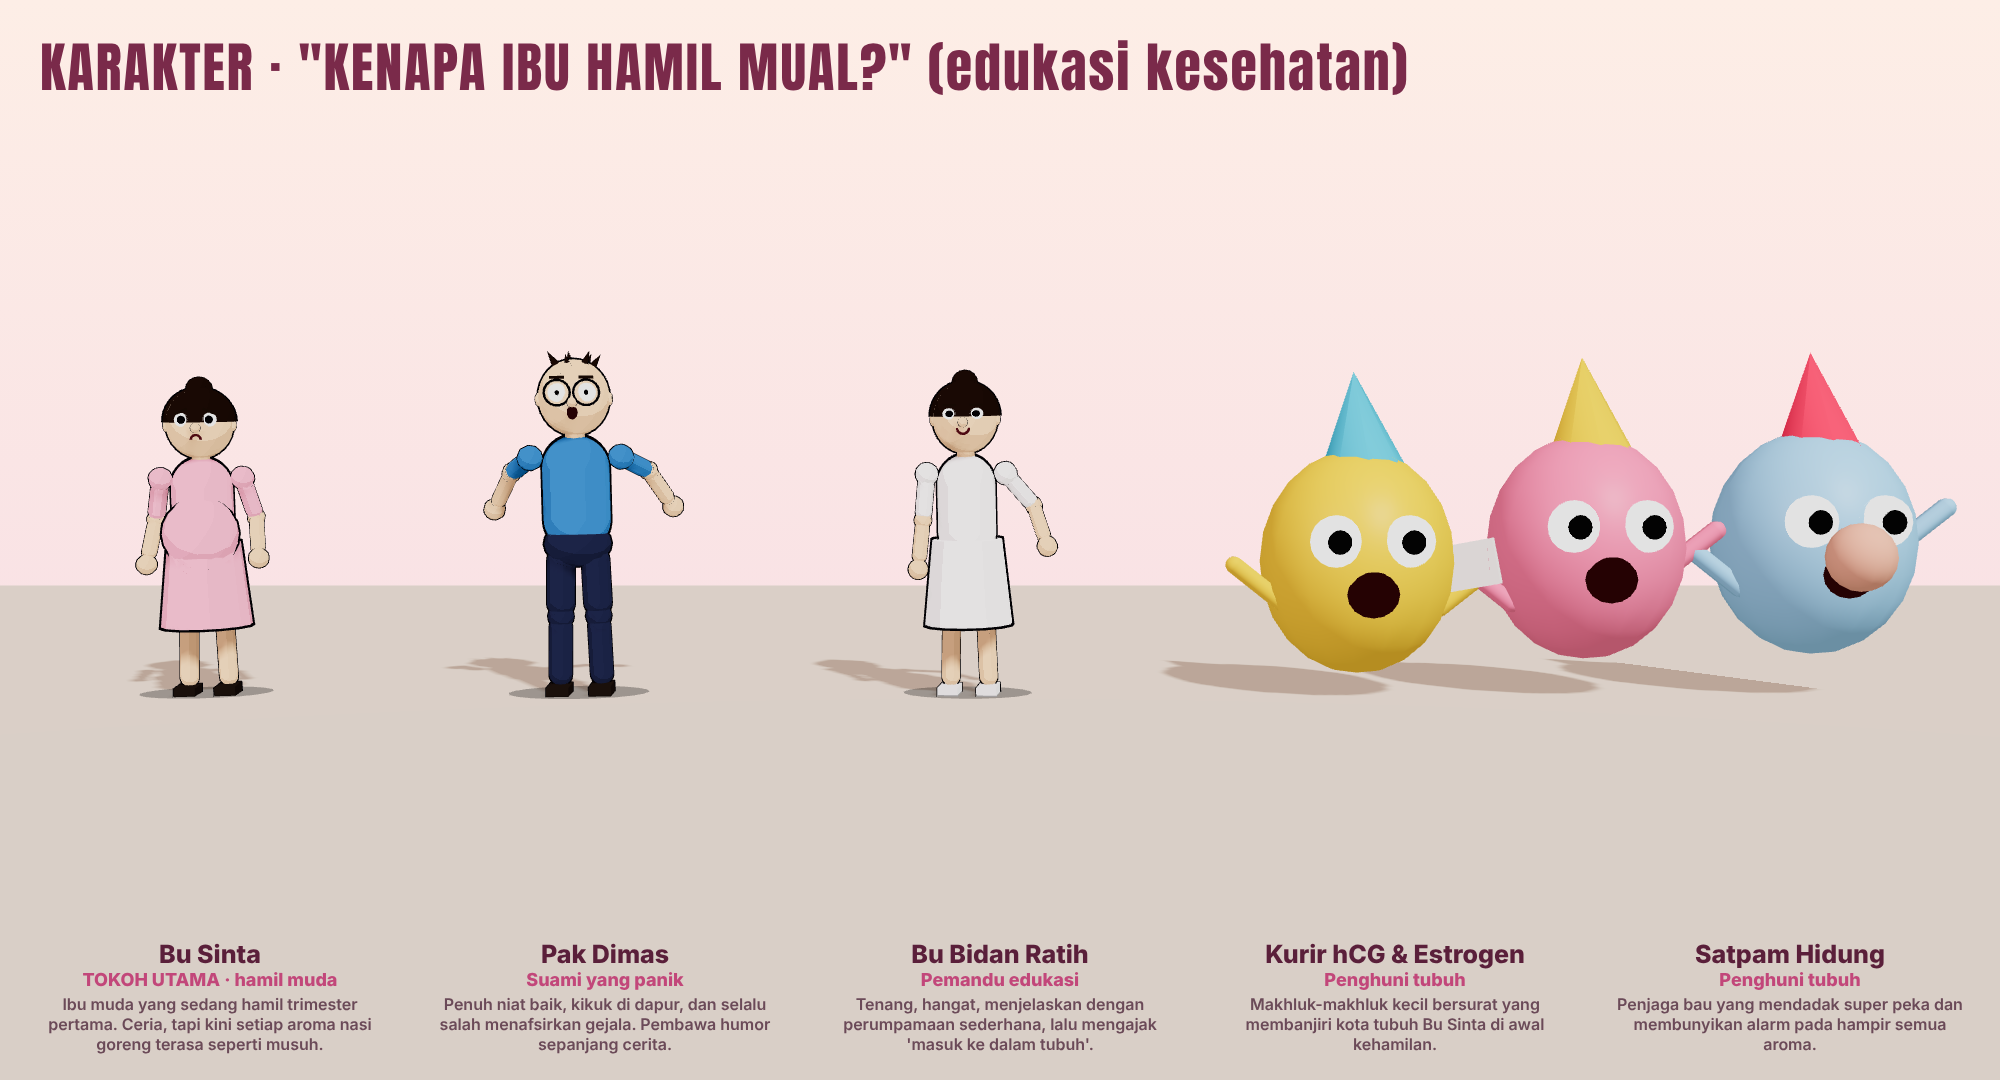 KARAKTER · "KENAPA IBU HAMIL MUAL?" (edukasi kesehatan)
Bu Sinta
TOKOH UTAMA · hamil muda
Ibu muda yang sedang hamil trimester
pertama. Ceria, tapi kini setiap aroma nasi
goreng terasa seperti musuh.
Pak Dimas
Suami yang panik
Penuh niat baik, kikuk di dapur, dan selalu
salah menafsirkan gejala. Pembawa humor
sepanjang cerita.
Bu Bidan Ratih
Pemandu edukasi
Tenang, hangat, menjelaskan dengan
perumpamaan sederhana, lalu mengajak
'masuk ke dalam tubuh'.
Kurir hCG & Estrogen
Penghuni tubuh
Makhluk-makhluk kecil bersurat yang
membanjiri kota tubuh Bu Sinta di awal
kehamilan.
Satpam Hidung
Penghuni tubuh
Penjaga bau yang mendadak super peka dan
membunyikan alarm pada hampir semua
aroma.